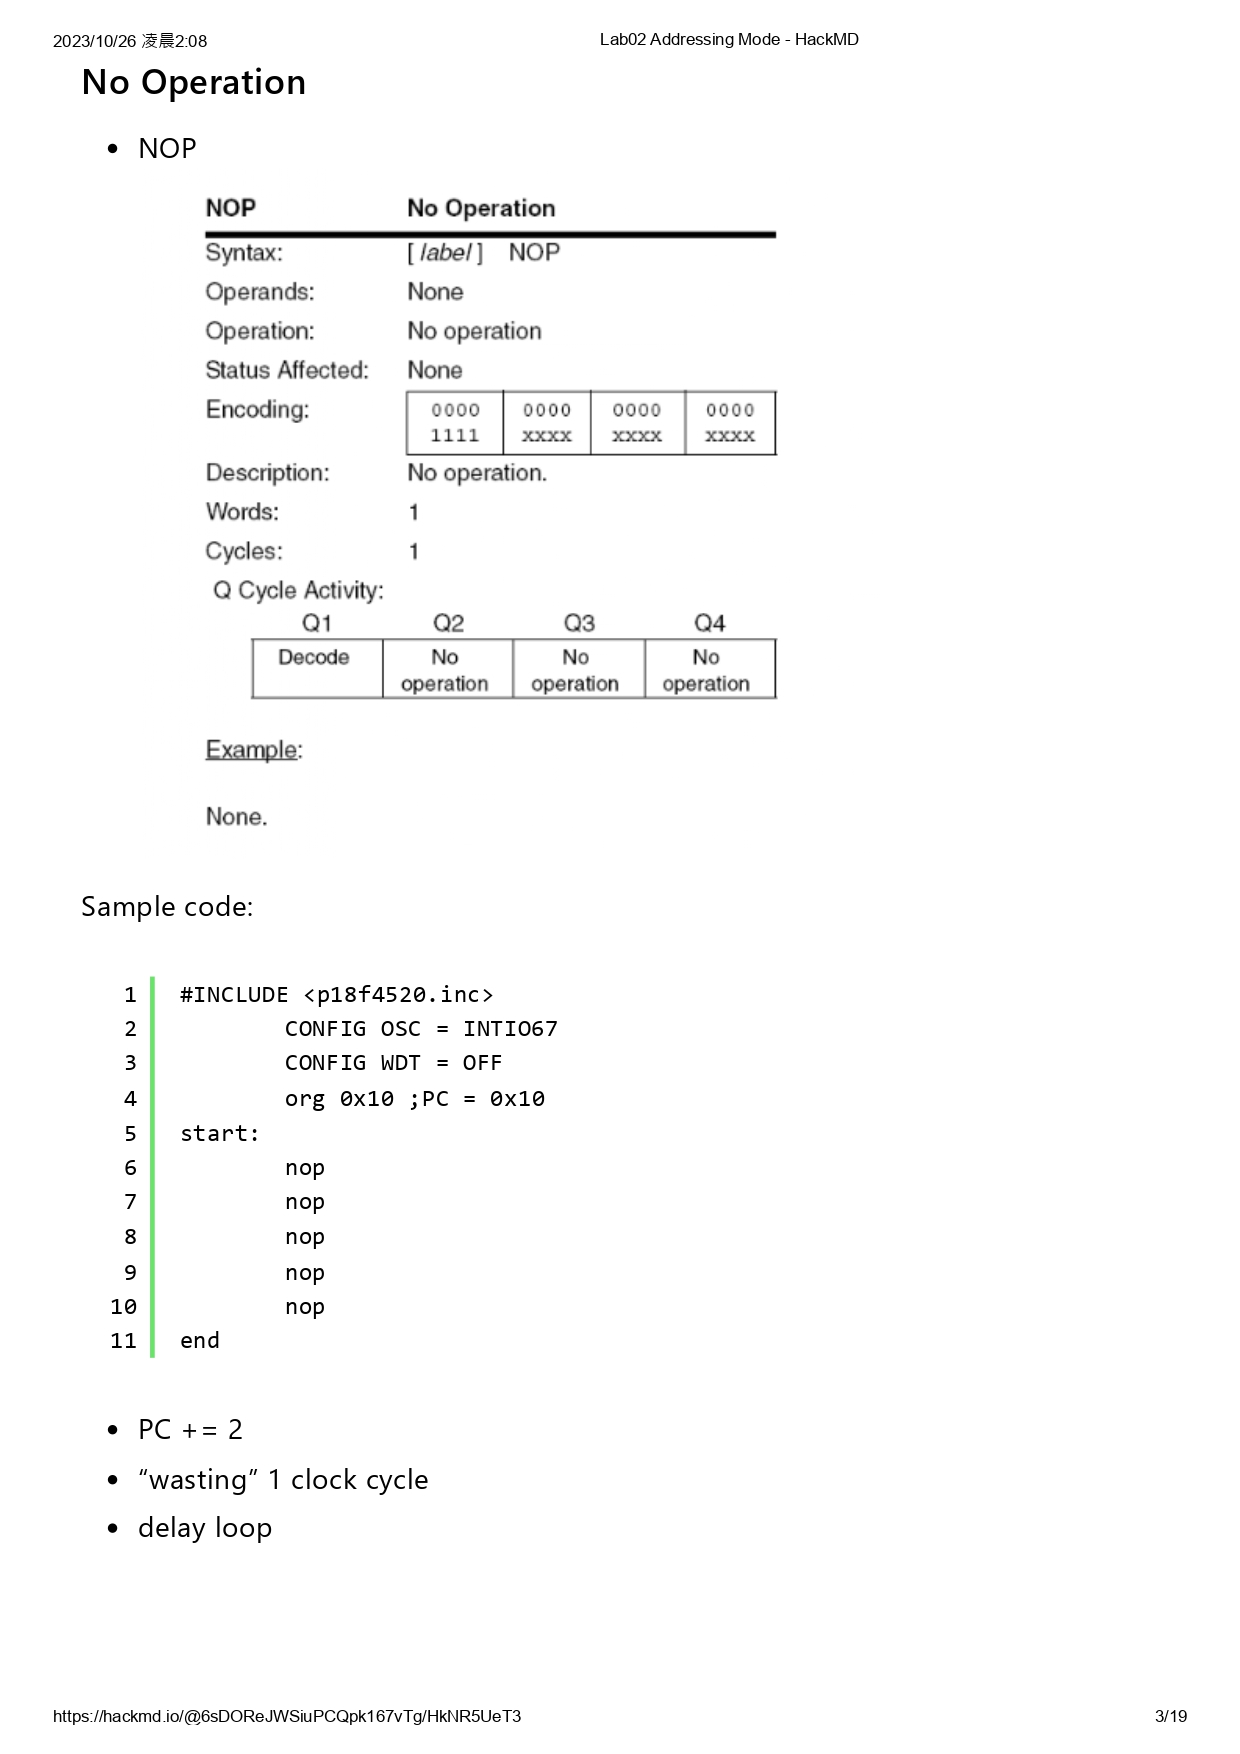 2023/10/26 凌晨2:08 Lab02 Addressing Mode - HackMD
No Operation
• NOP
NOP No Operation
Syntax: [ label ] NOP
Operands: None
Operation: No operation
Status Affected: None
Encoding: 0000 0000 0000 0000
1111 xxxx xxxx xxxx
Description: No operation.
Words: 1
Cycles: 1
Q Cycle Activity:
Q1 Q2 Q3 Q4
Decode No No No
operation operation operation
Example:
None.
Sample code:
1 #INCLUDE <p18f4520.inc>
2 CONFIG OSC = INTIO67
3 CONFIG WDT = OFF
4 org 0x10 ;PC = 0x10
5 start:
6 nop
7 nop
8 nop
9 nop
10 nop
11 end
• PC += 2
• “wasting” 1 clock cycle
• delay loop
https://hackmd.io/@6sDOReJWSiuPCQpk167vTg/HkNR5UeT3 3/19